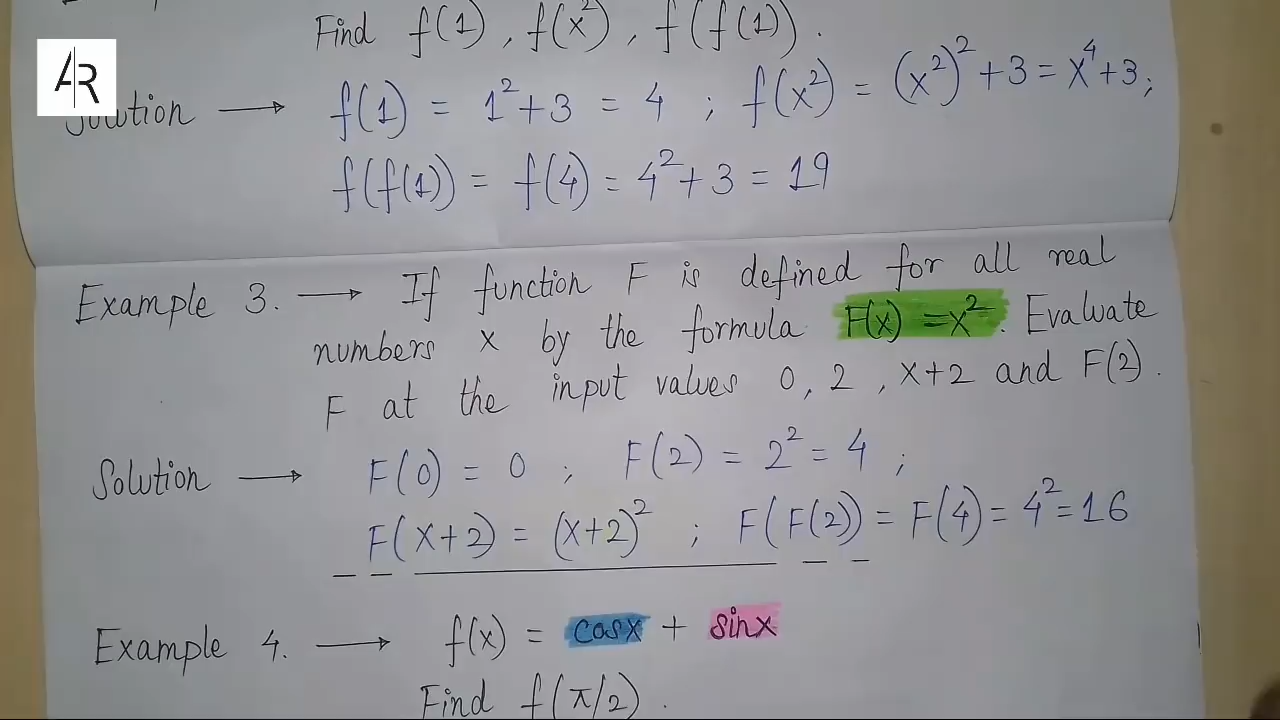 Find f(1), f(x²), f(f(1)).
AR
Solution → f(1) = 1²+3 = 4 ; f(x²) = (x²)²+3 = x⁴+3;
f(f(1)) = f(4) = 4²+3 = 19
Example 3. → If function F is defined for all real
numbers x by the formula F(x) = x². Evaluate
F at the input values 0, 2, x+2 and F(2).
Solution → F(0) = 0 ; F(2) = 2² = 4 ;
F(x+2) = (x+2)² ; F(F(2)) = F(4) = 4² = 16
Example 4. → f(x) = cosx + sinx
Find f(π/2).